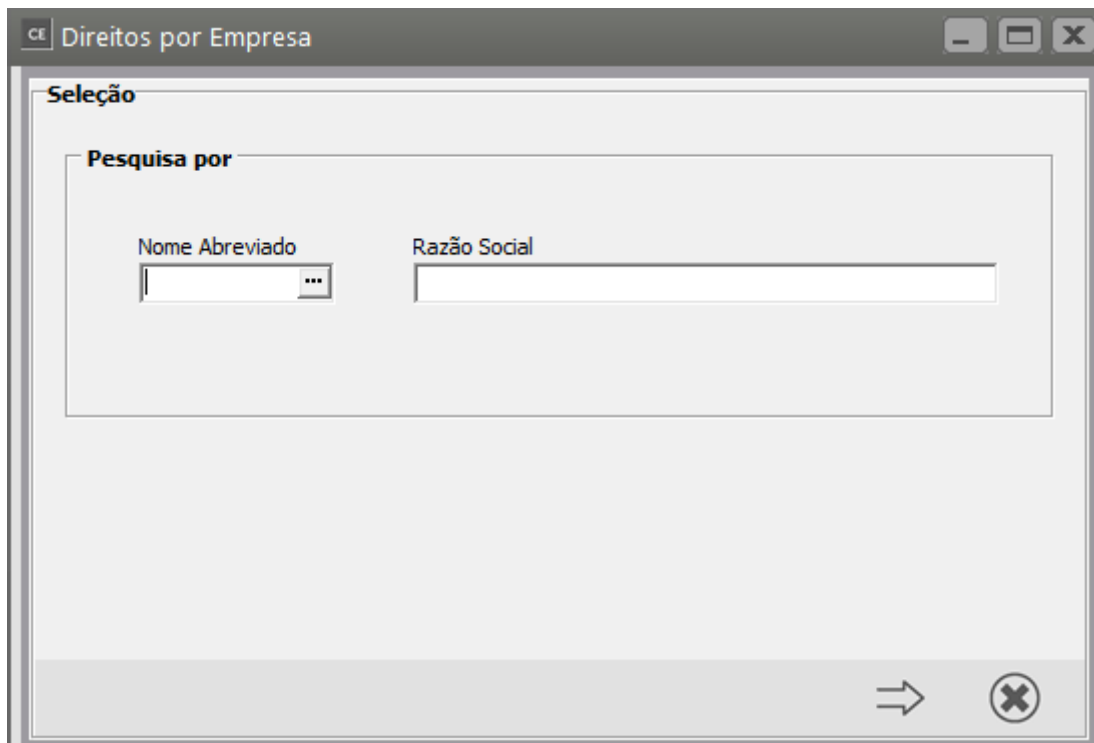 CE Direitos por Empresa
Seleção
Pesquisa por
Nome Abreviado Razão Social
...